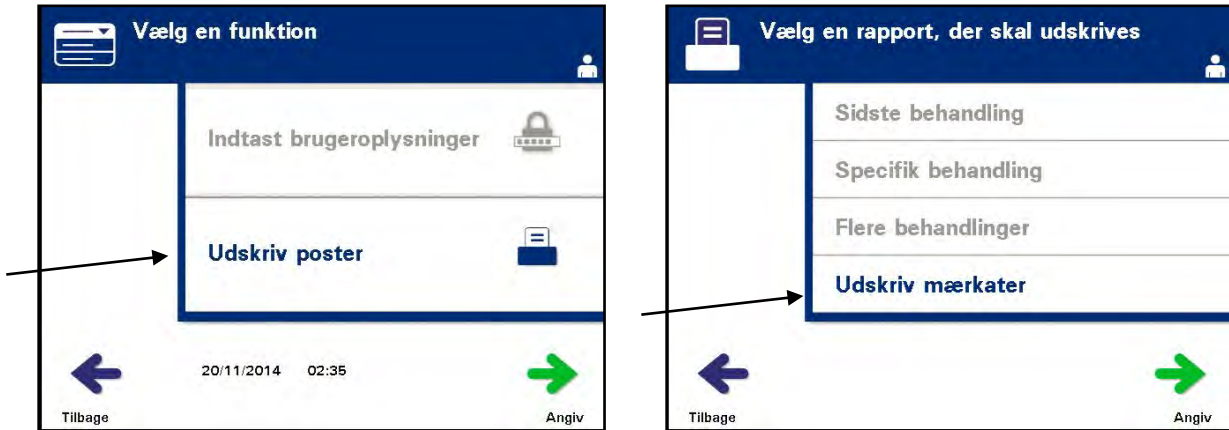 Vælg en funktion
Indtast brugeroplysninger
Udskriv poster
20/11/2014 02:35
Tilbage
Angiv
Vælg en rapport, der skal udskrives
Sidste behandling
Specifik behandling
Flere behandlinger
Udskriv mærkater
Tilbage
Angiv